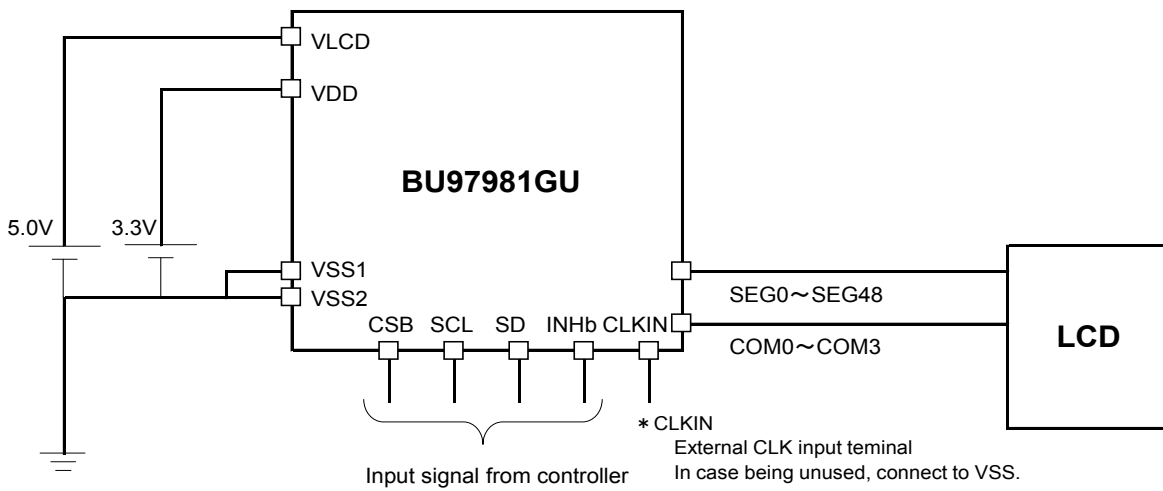 VLCD
VDD
BU97981GU
5.0V
3.3V
VSS1
VSS2
CSB SCL SD INHb CLKIN
SEG0～SEG48
COM0～COM3
LCD
Input signal from controller
＊CLKIN
External CLK input teminal
In case being unused, connect to VSS.